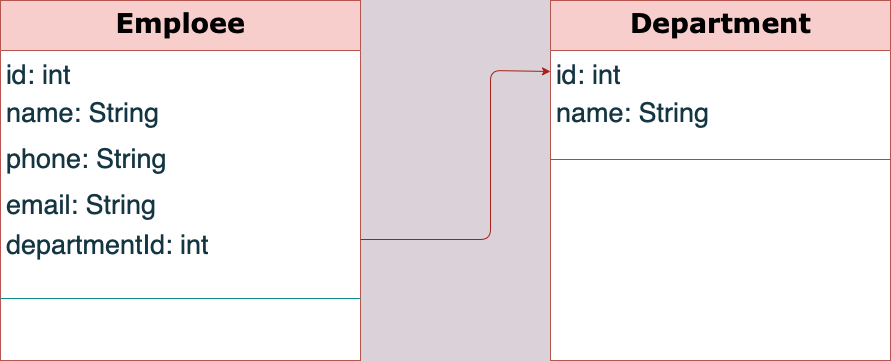 Emploee
id: int
name: String
phone: String
email: String
departmentId: int
Department
id: int
name: String